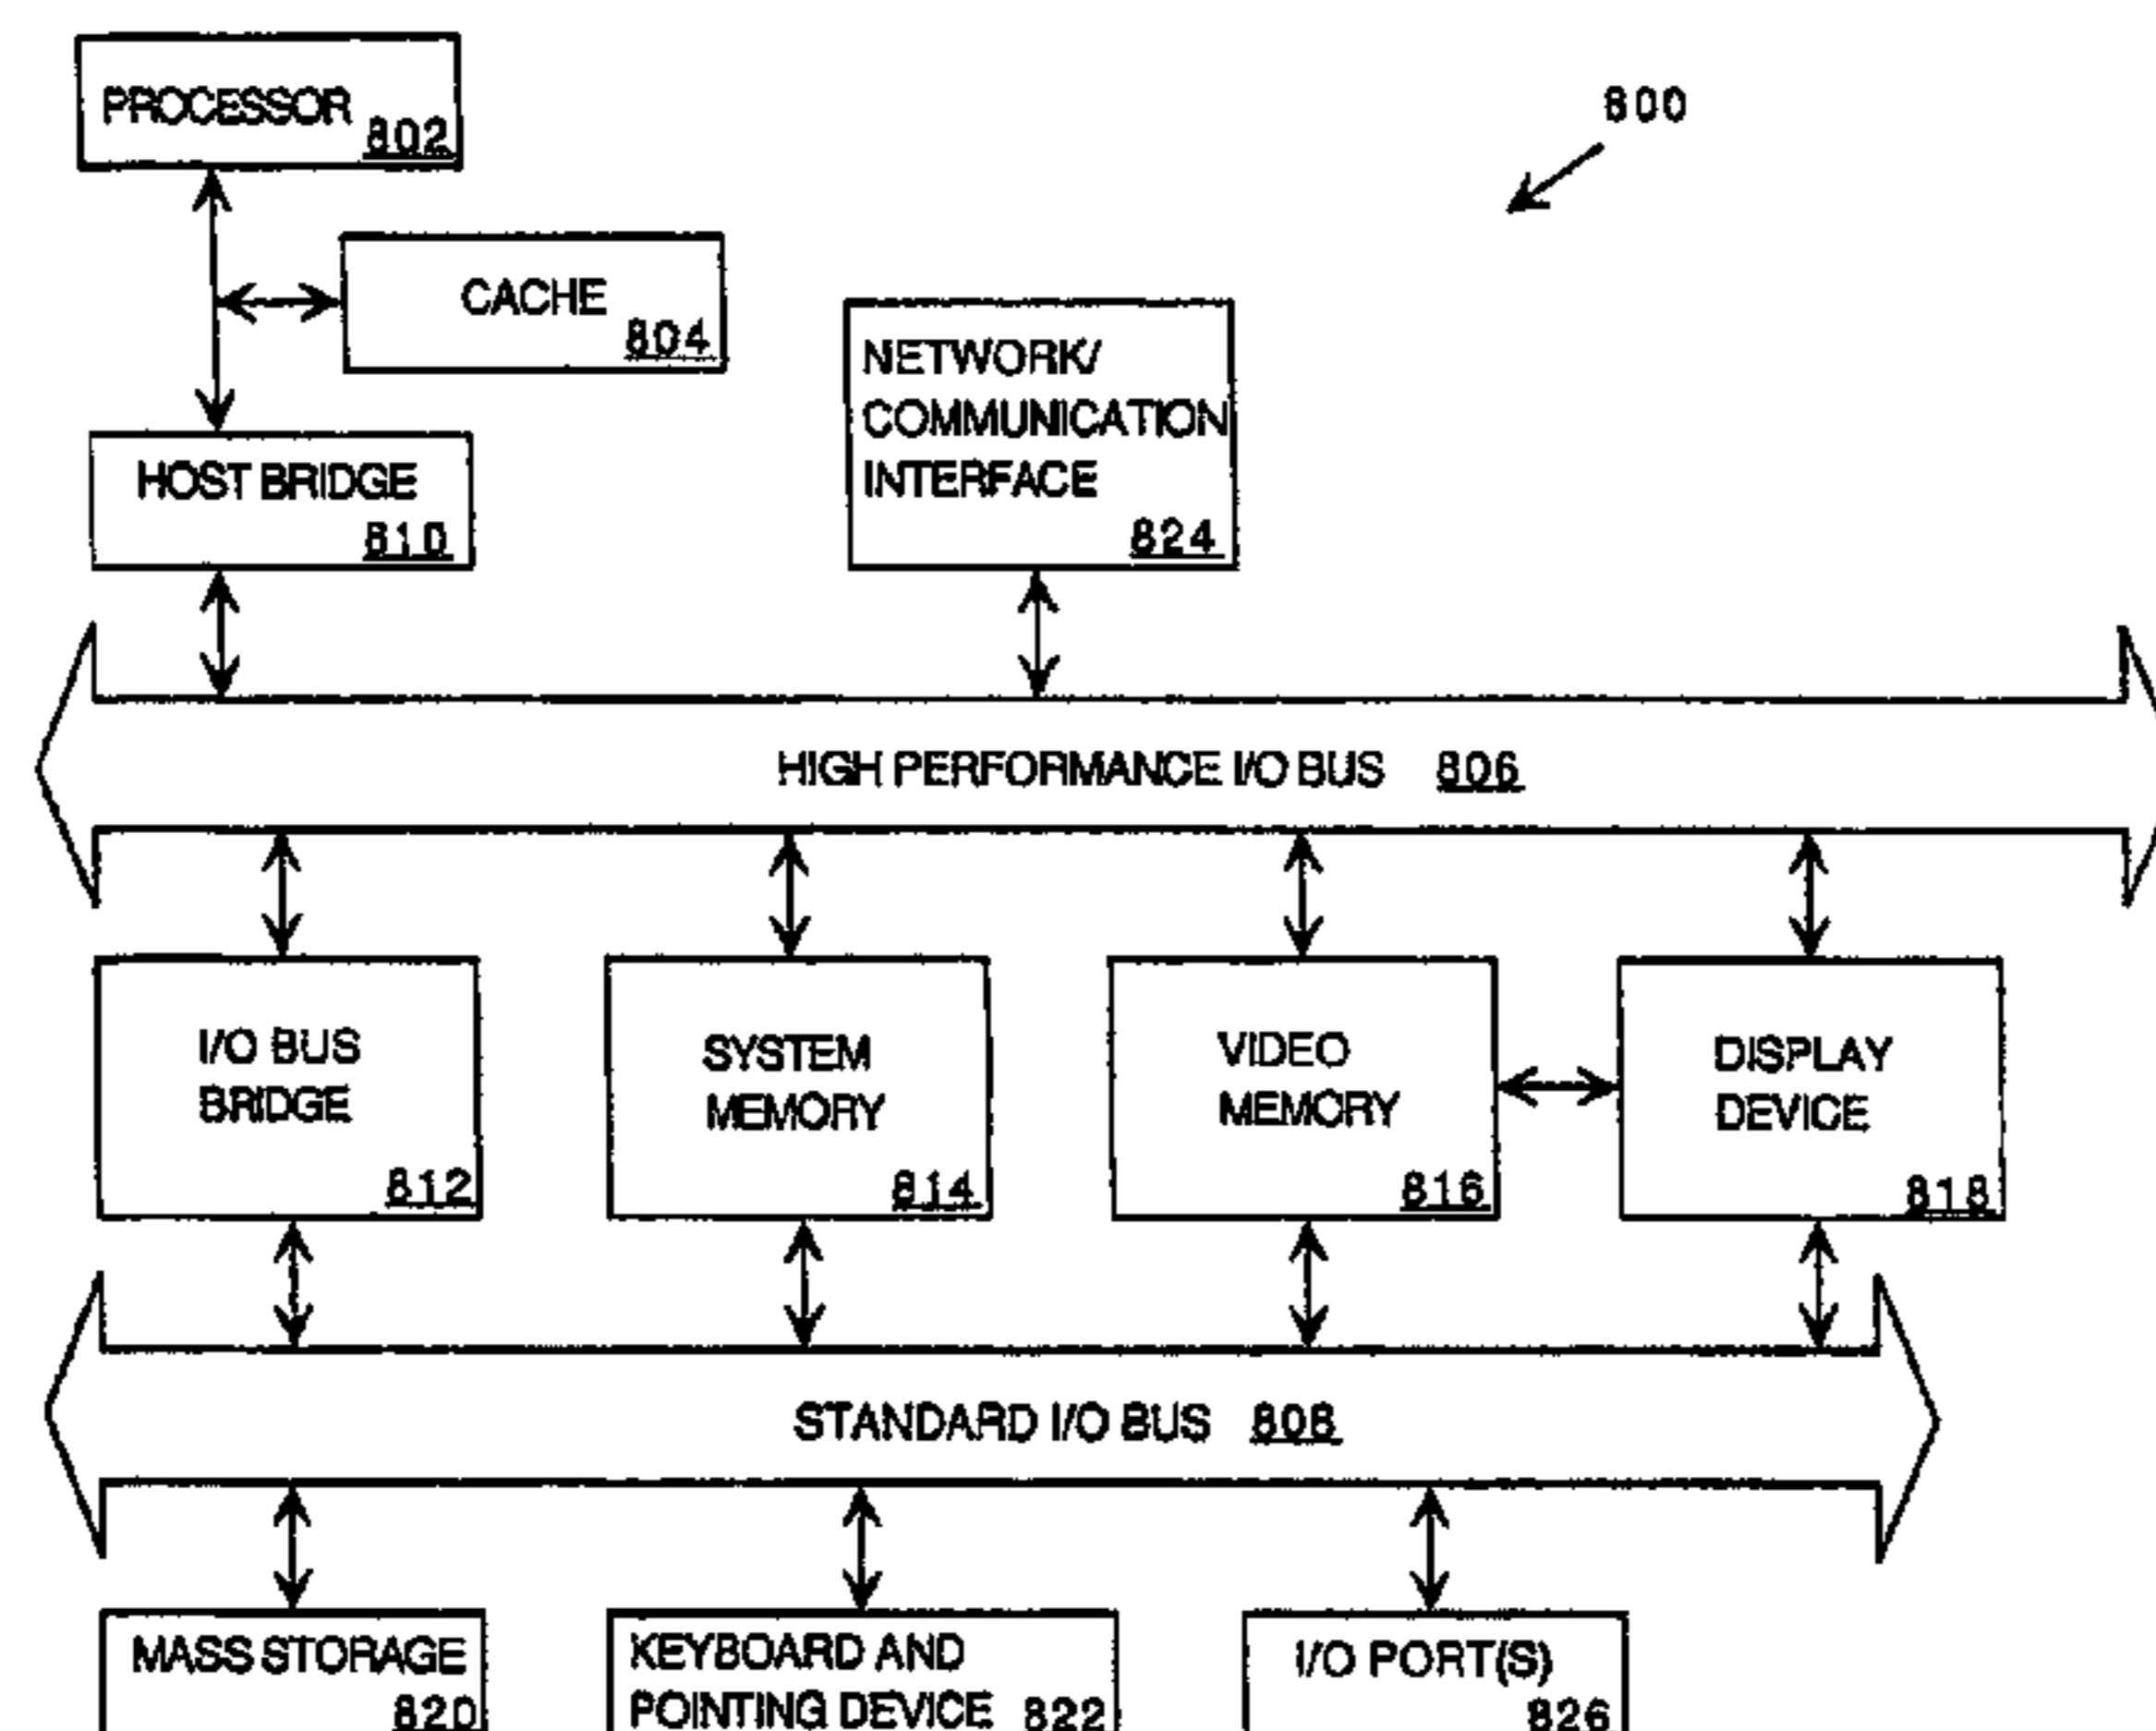 PROCESSOR
802
800
CACHE
804
NETWORK/
COMMUNICATION
INTERFACE
824
HOST BRIDGE
810
HIGH PERFORMANCE I/O BUS 806
I/O BUS
BRIDGE
812
SYSTEM
MEMORY
814
VIDEO
MEMORY
816
DISPLAY
DEVICE
818
STANDARD I/O BUS 808
MASS STORAGE
820
KEYBOARD AND
POINTING DEVICE 822
I/O PORT(S)
826